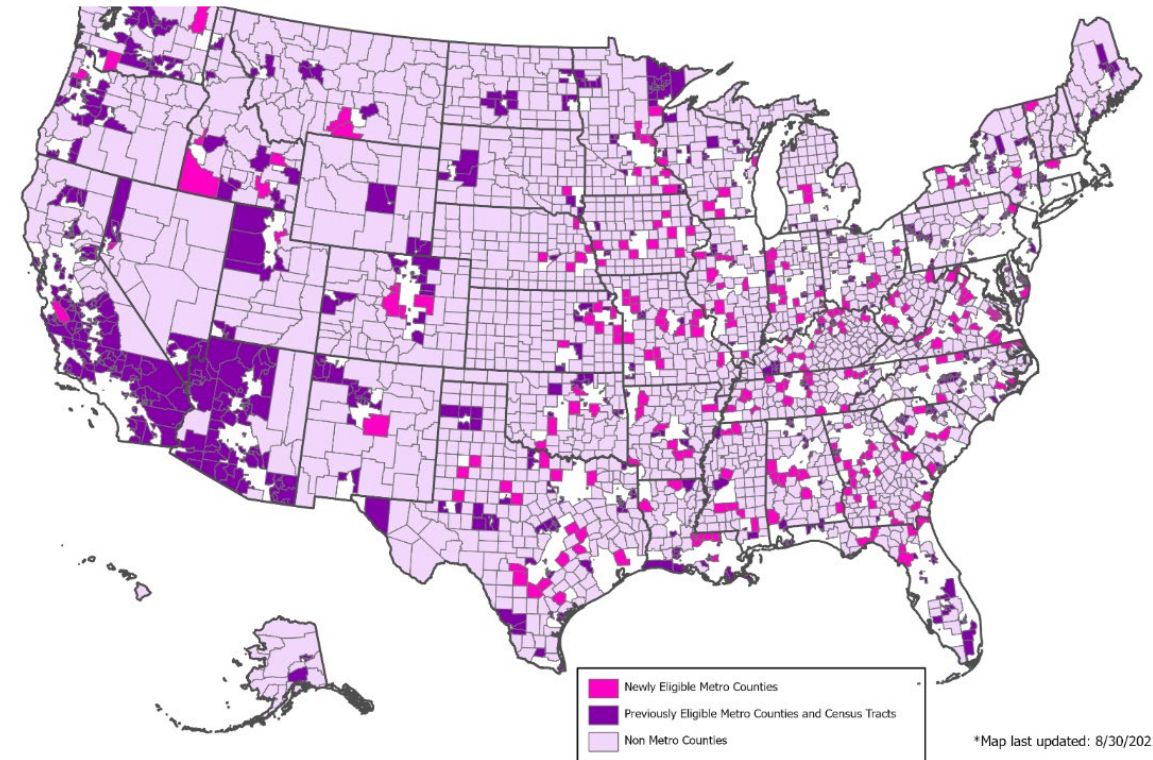 Newly Eligible Metro Counties
Previously Eligible Metro Counties and Census Tracts
Non Metro Counties
*Map last updated: 8/30/202